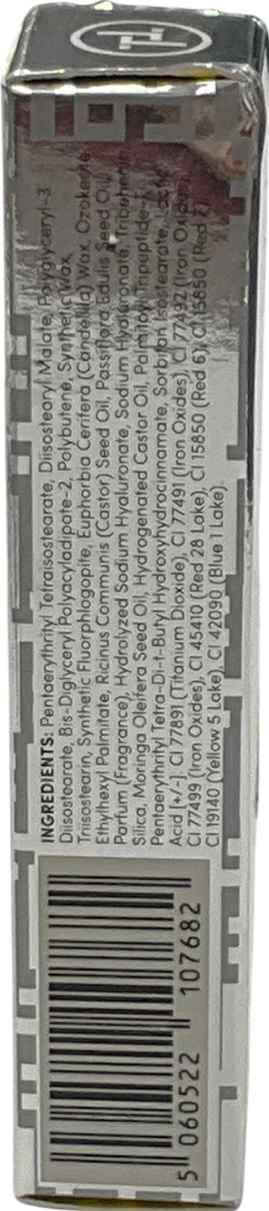 INGREDIENTS: Pentaerythrityl Tetraisostearate, Diisostearyl Malate, Polyglyceryl-3
Diisostearate, Bis-Diglyceryl Polyacyladipate-2, Polybutene, Synthetic Wax,
Triisostearin, Synthetic Fluorphlogopite, Euphorbia Cerifera (Candelilla) Wax, Ozokerite,
Ethylhexyl Palmitate, Ricinus Communis (Castor) Seed Oil, Passiflora Edulis Seed Oil,
Parfum (Fragrance), Hydrolyzed Sodium Hyaluronate, Sodium Hyaluronate, Tribehenin,
Silica, Moringa Oleifera Seed Oil, Hydrogenated Castor Oil, Palmitoyl Tripeptide-
Pentaerythrityl Tetra-Di-t-Butyl Hydroxyhydrocinnamate, Sorbitan Isostearate,
Acid [+/-]: CI 77891 (Titanium Dioxide), CI 77491 (Iron Oxides), CI 77492 (Iron Oxides),
CI 77499 (Iron Oxides), CI 45410 (Red 28 Lake), CI 15850 (Red 6), CI 15850 (Red 7),
CI 19140 (Yellow 5 Lake), CI 42090 (Blue 1 Lake).
5 060522 107682